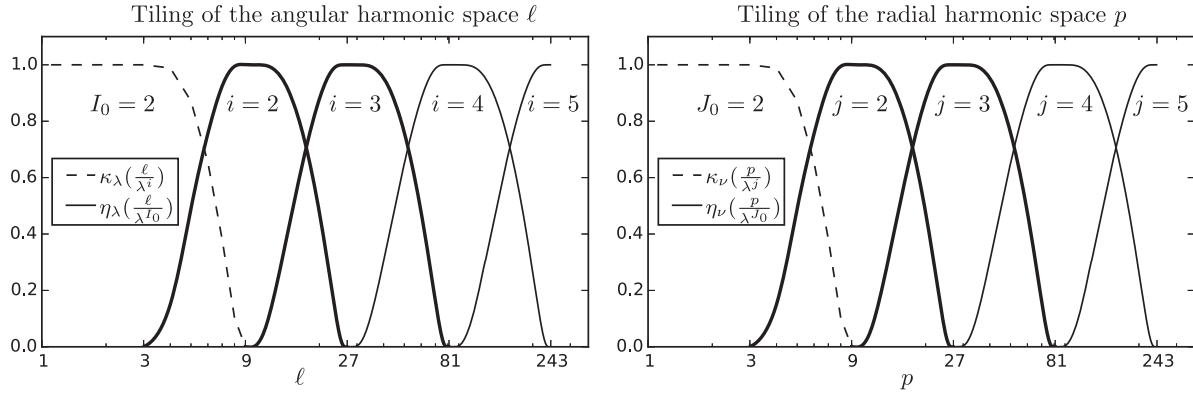 Tiling of the angular harmonic space ℓ
1.0
0.8
0.6
0.4
0.2
0.0
I₀ = 2
i = 2
i = 3
i = 4
i = 5
κ_λ(ℓ/λ^i)
η_λ(ℓ/λ^{I₀})
1 3 9 27 81 243
ℓ
Tiling of the radial harmonic space p
1.0
0.8
0.6
0.4
0.2
0.0
J₀ = 2
j = 2
j = 3
j = 4
j = 5
κ_ν(p/λ^j)
η_ν(p/λ^{J₀})
1 3 9 27 81 243
p